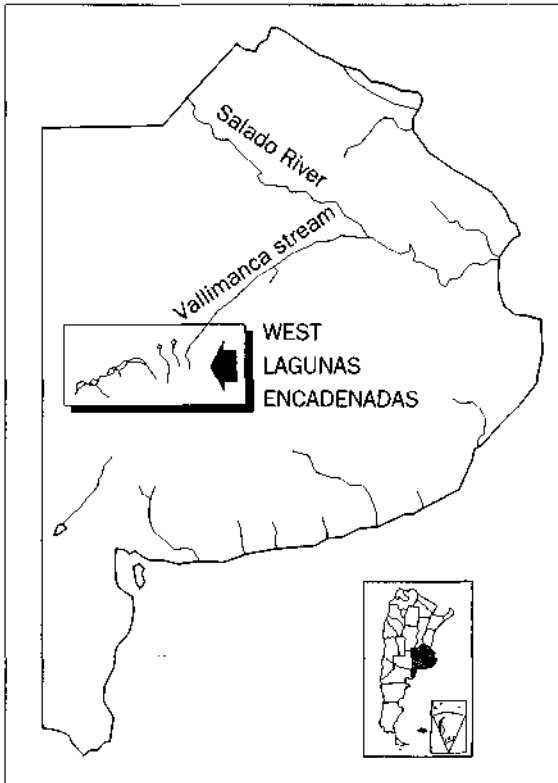 Salado River
Vallimanca stream
WEST
LAGUNAS
ENCADENADAS